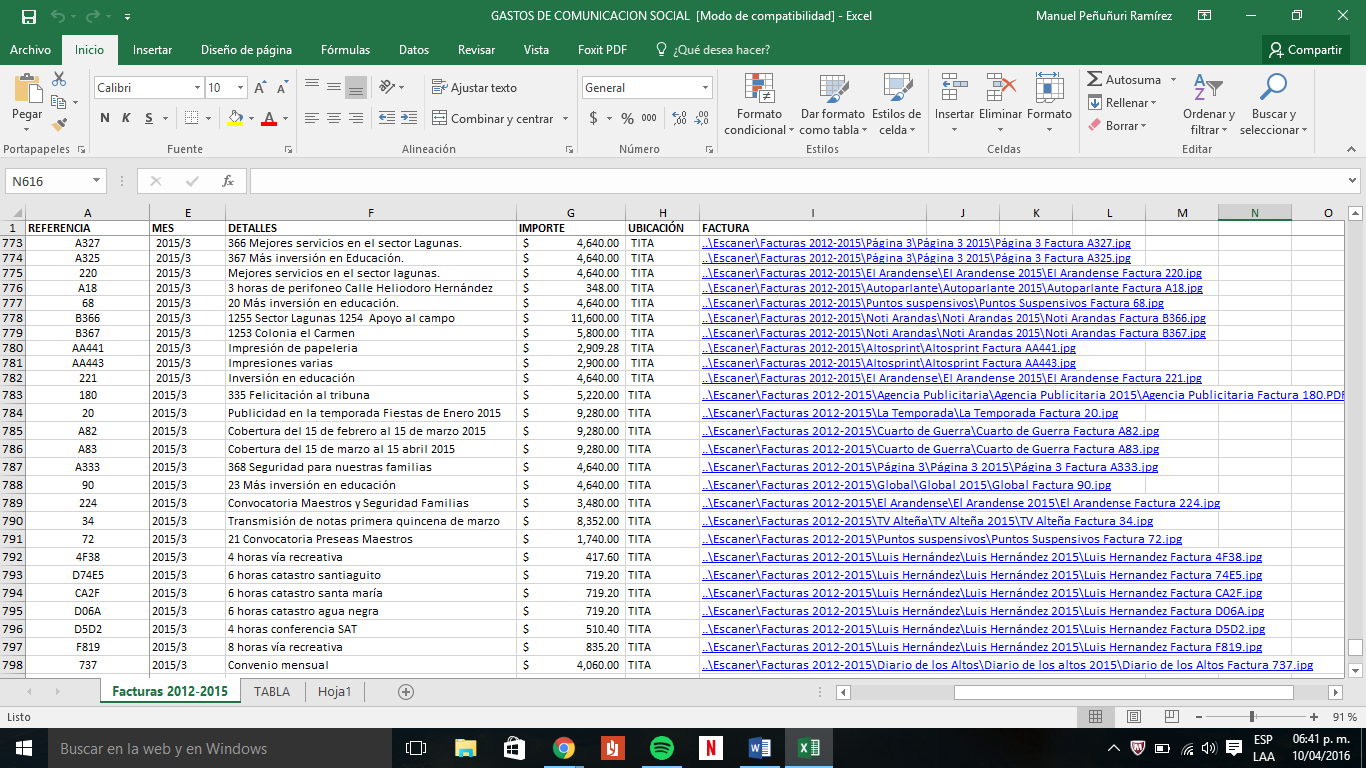 GASTOS DE COMUNICACION SOCIAL [Modo de compatibilidad] - Excel
Manuel Peñuñuri Ramírez
Archivo Inicio Insertar Diseño de página Fórmulas Datos Revisar Vista Foxit PDF ¿Qué desea hacer? Compartir
Calibri 10 Ajustar texto General Autosuma
Pegar Formato condicional Dar formato como tabla Estilos de celda Insertar Eliminar Formato Rellenar Ordenar y filtrar Buscar y seleccionar
N K S A Combinar y centrar $ % 000 Borrar
Portapapeles Fuente Alineación Número Estilos Celdas Editar
N616 fx
A E F G H I J K L M N O
1 REFERENCIA MES DETALLES IMPORTE UBICACIÓN FACTURA
773 A327 2015/3 366 Mejores servicios en el sector Lagunas. $ 4,640.00 TITA ..\Escaner\Facturas 2012-2015\Página 3\Página 3 2015\Página 3 Factura A327.jpg
774 A325 2015/3 367 Más inversión en Educación. $ 4,640.00 TITA ..\Escaner\Facturas 2012-2015\Página 3\Página 3 2015\Página 3 Factura A325.jpg
775 220 2015/3 Mejores servicios en el sector lagunas. $ 4,640.00 TITA ..\Escaner\Facturas 2012-2015\El Arandense\El Arandense 2015\El Arandense Factura 220.jpg
776 A18 2015/3 3 horas de perifoneo Calle Heliodoro Hernández $ 348.00 TITA ..\Escaner\Facturas 2012-2015\Autoparlante\Autoparlante 2015\Autoparlante Factura A18.jpg
777 68 2015/3 20 Más inversión en educación. $ 4,640.00 TITA ..\Escaner\Facturas 2012-2015\Puntos suspensivos\Puntos Suspensivos Factura 68.jpg
778 B366 2015/3 1255 Sector Lagunas 1254 Apoyo al campo $ 11,600.00 TITA ..\Escaner\Facturas 2012-2015\Noti Arandas\Noti Arandas 2015\Noti Arandas Factura B366.jpg
779 B367 2015/3 1253 Colonia el Carmen $ 5,800.00 TITA ..\Escaner\Facturas 2012-2015\Noti Arandas\Noti Arandas 2015\Noti Arandas Factura B367.jpg
780 AA441 2015/3 Impresión de papeleria $ 2,909.28 TITA ..\Escaner\Facturas 2012-2015\Altosprint\Altosprint Factura AA441.jpg
781 AA443 2015/3 Impresiones varias $ 2,900.00 TITA ..\Escaner\Facturas 2012-2015\Altosprint\Altosprint Factura AA443.jpg
782 221 2015/3 Inversión en educación $ 4,640.00 TITA ..\Escaner\Facturas 2012-2015\El Arandense\El Arandense 2015\El Arandense Factura 221.jpg
783 180 2015/3 335 Felicitación al tribuna $ 5,220.00 TITA ..\Escaner\Facturas 2012-2015\Agencia Publicitaria\Agencia Publicitaria 2015\Agencia Publicitaria Factura 180.PDF
784 20 2015/3 Publicidad en la temporada Fiestas de Enero 2015 $ 9,280.00 TITA ..\Escaner\Facturas 2012-2015\La Temporada\La Temporada Factura 20.jpg
785 A82 2015/3 Cobertura del 15 de febrero al 15 de marzo 2015 $ 9,280.00 TITA ..\Escaner\Facturas 2012-2015\Cuarto de Guerra\Cuarto de Guerra Factura A82.jpg
786 A83 2015/3 Cobertura del 15 de marzo al 15 abril 2015 $ 9,280.00 TITA ..\Escaner\Facturas 2012-2015\Cuarto de Guerra\Cuarto de Guerra Factura A83.jpg
787 A333 2015/3 368 Seguridad para nuestras familias $ 4,640.00 TITA ..\Escaner\Facturas 2012-2015\Página 3\Página 3 2015\Página 3 Factura A333.jpg
788 90 2015/3 23 Más inversión en educación $ 4,640.00 TITA ..\Escaner\Facturas 2012-2015\Global\Global 2015\Global Factura 90.jpg
789 224 2015/3 Convocatoria Maestros y Seguridad Familias $ 3,480.00 TITA ..\Escaner\Facturas 2012-2015\El Arandense\El Arandense 2015\El Arandense Factura 224.jpg
790 34 2015/3 Transmisión de notas primera quincena de marzo $ 8,352.00 TITA ..\Escaner\Facturas 2012-2015\TV Alteña\TV Alteña 2015\TV Alteña Factura 34.jpg
791 72 2015/3 21 Convocatoria Preseas Maestros $ 1,740.00 TITA ..\Escaner\Facturas 2012-2015\Puntos suspensivos\Puntos Suspensivos Factura 72.jpg
792 4F38 2015/3 4 horas vía recreativa $ 417.60 TITA ..\Escaner\Facturas 2012-2015\Luis Hernández\Luis Hernández 2015\Luis Hernandez Factura 4F38.jpg
793 D74E5 2015/3 6 horas catastro santiaguito $ 719.20 TITA ..\Escaner\Facturas 2012-2015\Luis Hernández\Luis Hernández 2015\Luis Hernandez Factura 74E5.jpg
794 CA2F 2015/3 6 horas catastro santa maría $ 719.20 TITA ..\Escaner\Facturas 2012-2015\Luis Hernández\Luis Hernández 2015\Luis Hernandez Factura CA2F.jpg
795 D06A 2015/3 6 horas catastro agua negra $ 719.20 TITA ..\Escaner\Facturas 2012-2015\Luis Hernández\Luis Hernández 2015\Luis Hernandez Factura D06A.jpg
796 D5D2 2015/3 4 horas conferencia SAT $ 510.40 TITA ..\Escaner\Facturas 2012-2015\Luis Hernández\Luis Hernández 2015\Luis Hernandez Factura D5D2.jpg
797 F819 2015/3 8 horas vía recreativa $ 835.20 TITA ..\Escaner\Facturas 2012-2015\Luis Hernández\Luis Hernández 2015\Luis Hernandez Factura F819.jpg
798 737 2015/3 Convenio mensual $ 4,060.00 TITA ..\Escaner\Facturas 2012-2015\Diario de los Altos\Diario de los altos 2015\Diario de los Altos Factura 737.jpg
Facturas 2012-2015 TABLA Hoja1
Listo 91 %
Buscar en la web y en Windows ESP 06:41 p. m.
LAA 10/04/2016